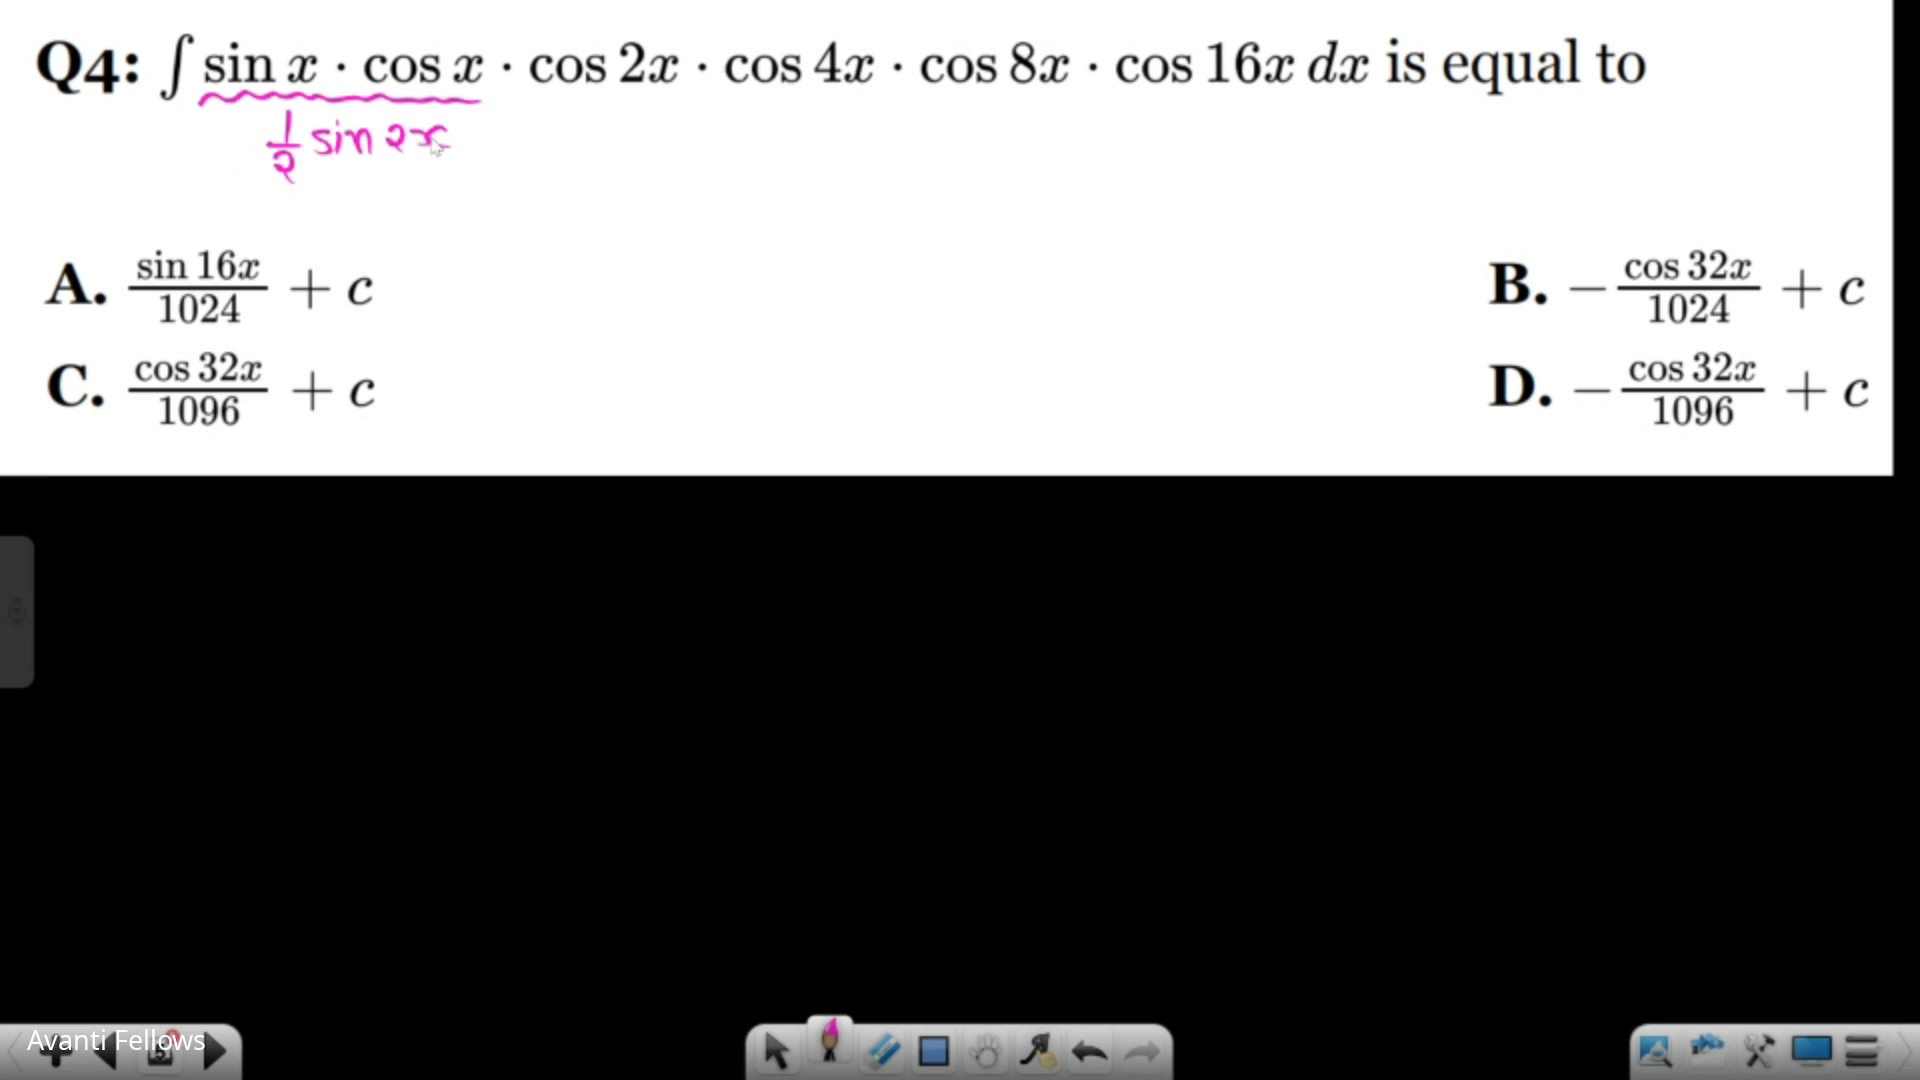 Q4: ∫ sin x · cos x · cos 2x · cos 4x · cos 8x · cos 16x dx is equal to
1/2 sin 2x
A. sin 16x/1024 + c
B. − cos 32x/1024 + c
C. cos 32x/1096 + c
D. − cos 32x/1096 + c
Avanti Fellows